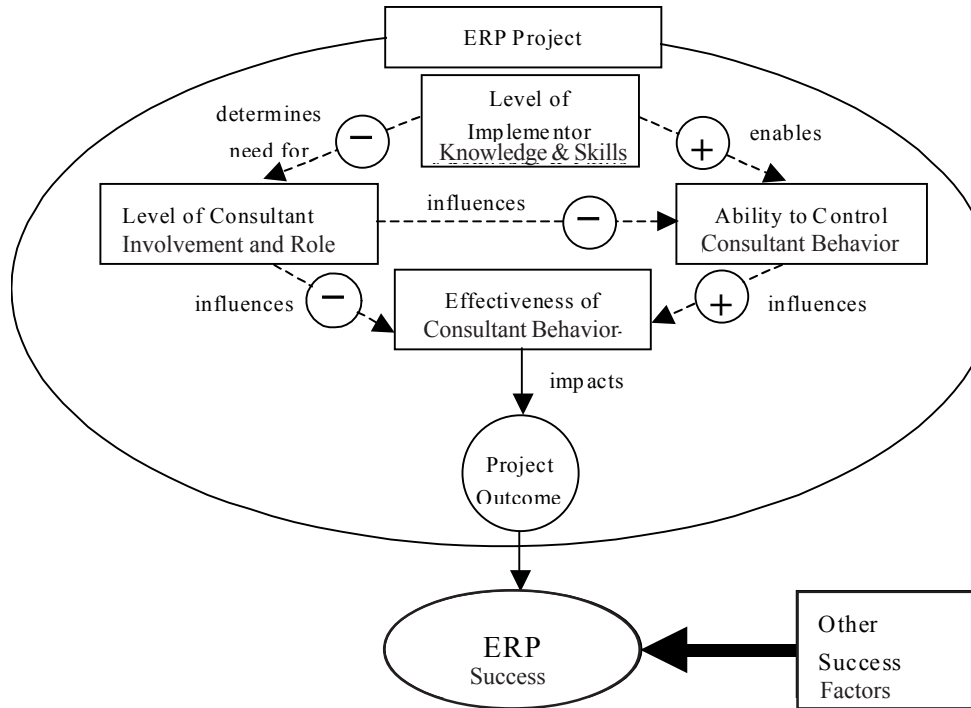 ERP Project
Level of
Implementor
Knowledge & Skills
determines
need for
−
+
enables
Level of Consultant
Involvement and Role
influences
−
Ability to Control
Consultant Behavior
influences
−
Effectiveness of
Consultant Behavior-
+
influences
impacts
Project
Outcome
ERP
Success
Other
Success
Factors